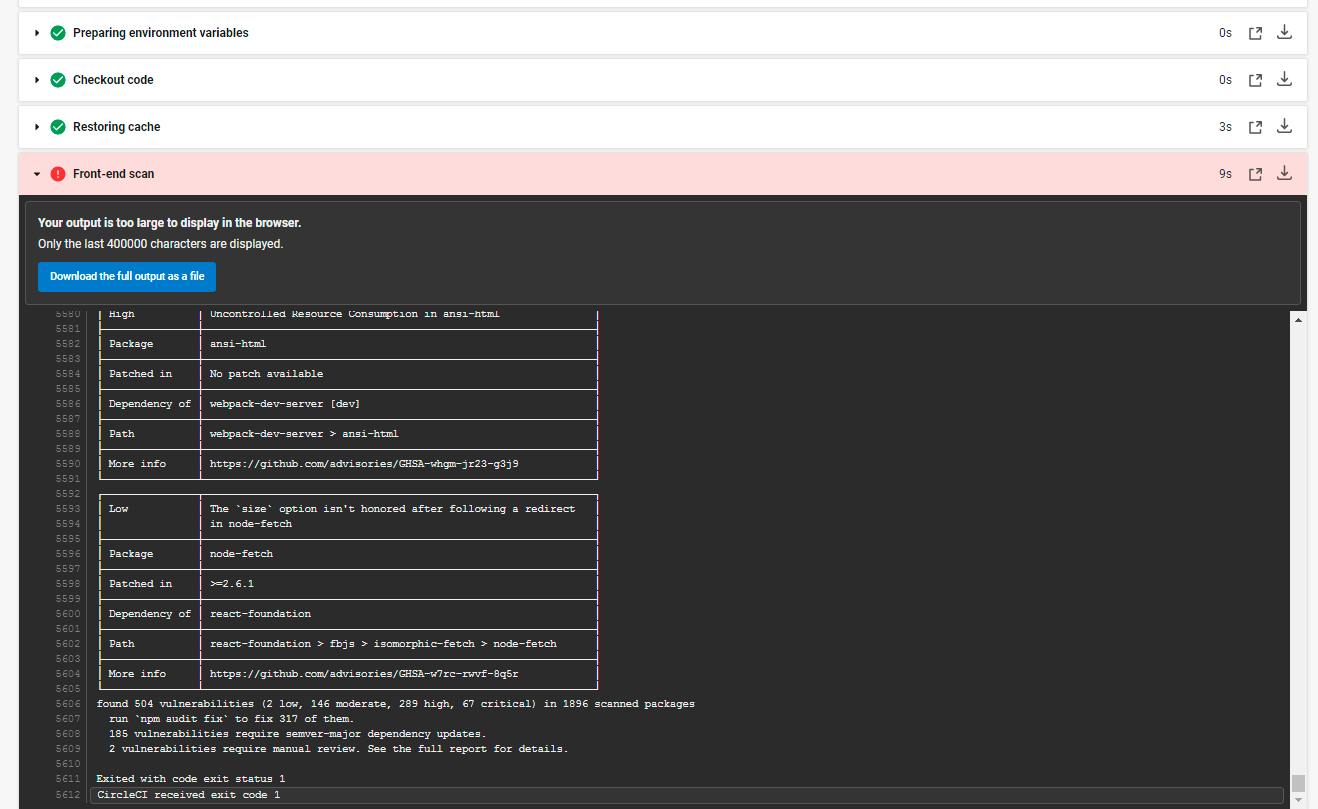 Preparing environment variables 0s
Checkout code 0s
Restoring cache 3s
Front-end scan 9s
Your output is too large to display in the browser.
Only the last 400000 characters are displayed.
Download the full output as a file
5580 High Uncontrolled Resource Consumption in ansi-html
5581
5582 Package ansi-html
5583
5584 Patched in No patch available
5585
5586 Dependency of webpack-dev-server [dev]
5587
5588 Path webpack-dev-server > ansi-html
5589
5590 More info https://github.com/advisories/GHSA-whgm-jr23-g3j9
5591
5592
5593 Low The `size` option isn't honored after following a redirect
5594 in node-fetch
5595
5596 Package node-fetch
5597
5598 Patched in >=2.6.1
5599
5600 Dependency of react-foundation
5601
5602 Path react-foundation > fbjs > isomorphic-fetch > node-fetch
5603
5604 More info https://github.com/advisories/GHSA-w7rc-rwvf-8q5r
5605
5606 found 504 vulnerabilities (2 low, 146 moderate, 289 high, 67 critical) in 1896 scanned packages
5607 run `npm audit fix` to fix 317 of them.
5608 185 vulnerabilities require semver-major dependency updates.
5609 2 vulnerabilities require manual review. See the full report for details.
5610
5611 Exited with code exit status 1
5612 CircleCI received exit code 1